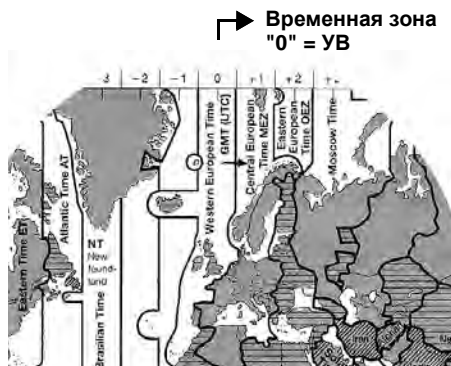 Временная зона
"0" = УВ
-3 -2 -1 0 +1 +2
Eastern Time ET
Atlantic Time AT
NT
New
found-
land
Brasilian Time
Western European Time
GMT (UTC)
Central European
Time MEZ
Eastern
European-
Time OEZ
Moscow Time
Iran